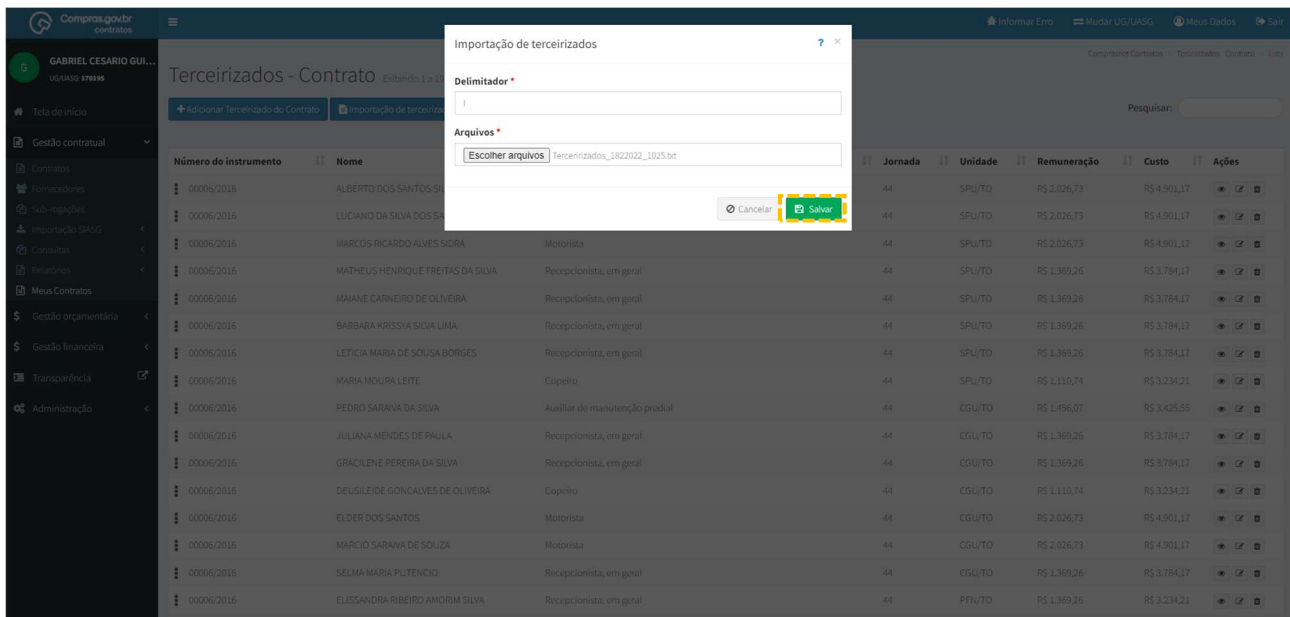 Compras.gov.br
contratos
Informar Erro Mudar UG/UASG Meus Dados Sair
GABRIEL CESARIO GUI...
UG/UASG: 170195
Importação de terceirizados ? ×
Terceirizados - Contrato
Delimitador *
|
Tela de início
Adicionar Terceirizado do Contrato Importação de terceiriza
Pesquisar:
Gestão contratual
Arquivos *
Escolher arquivos Terceririzados_1822022_1025.txt
Contratos
Fornecedores
Sub-rogações
Importação SIASG
Consultas
Relatórios
Meus Contratos
Gestão orçamentária
Gestão financeira
Transparência
Administração
Cancelar Salvar
Número do instrumento Nome Jornada Unidade Remuneração Custo Ações
00006/2016 ALBERTO DOS SANTOS SIL 44 SPU/TO R$ 2.026,73 R$ 4.901,17
00006/2016 LUCIANO DA SILVA DOS SA 44 SPU/TO R$ 2.026,73 R$ 4.901,17
00006/2016 MARCOS RICARDO ALVES SIDRA Motorista 44 SPU/TO R$ 2.026,73 R$ 4.901,17
00006/2016 MATHEUS HENRIQUE FREITAS DA SILVA Recepcionista, em geral 44 SPU/TO R$ 1.369,26 R$ 3.784,17
00006/2016 MAIANE CARNEIRO DE OLIVEIRA Recepcionista, em geral 44 SPU/TO R$ 1.369,26 R$ 3.784,17
00006/2016 BARBARA KRISSYA SILVA LIMA. Recepcionista, em geral 44 SPU/TO R$ 1.369,26 R$ 3.784,17
00006/2016 LETICIA MARIA DE SOUSA BORGES Recepcionista, em geral 44 SPU/TO R$ 1.369,26 R$ 3.784,17
00006/2016 MARIA MOURA LEITE Copeiro 44 SPU/TO R$ 1.110,74 R$ 3.234,21
00006/2016 PEDRO SARAIVA DA SILVA Auxiliar de manutenção predial 44 CGU/TO R$ 1.456,07 R$ 3.425,55
00006/2016 JULIANA MENDES DE PAULA Recepcionista, em geral 44 CGU/TO R$ 1.369,26 R$ 3.784,17
00006/2016 GRACILENE PEREIRA DA SILVA Recepcionista, em geral 44 CGU/TO R$ 1.369,26 R$ 3.784,17
00006/2016 DEUSILEIDE GONCALVES DE OLIVEIRA Copeiro 44 CGU/TO R$ 1.110,74 R$ 3.234,21
00006/2016 ELDER DOS SANTOS Motorista 44 CGU/TO R$ 2.026,73 R$ 4.901,17
00006/2016 MARCIO SARAIVA DE SOUZA Motorista 44 CGU/TO R$ 2.026,73 R$ 4.901,17
00006/2016 SELMA MARIA PUTENCIO Recepcionista, em geral 44 CGU/TO R$ 1.369,26 R$ 3.784,17
00006/2016 ELISSANDRA RIBEIRO AMORIM SILVA Recepcionista, em geral 44 PFN/TO R$ 1.369,26 R$ 3.234,21